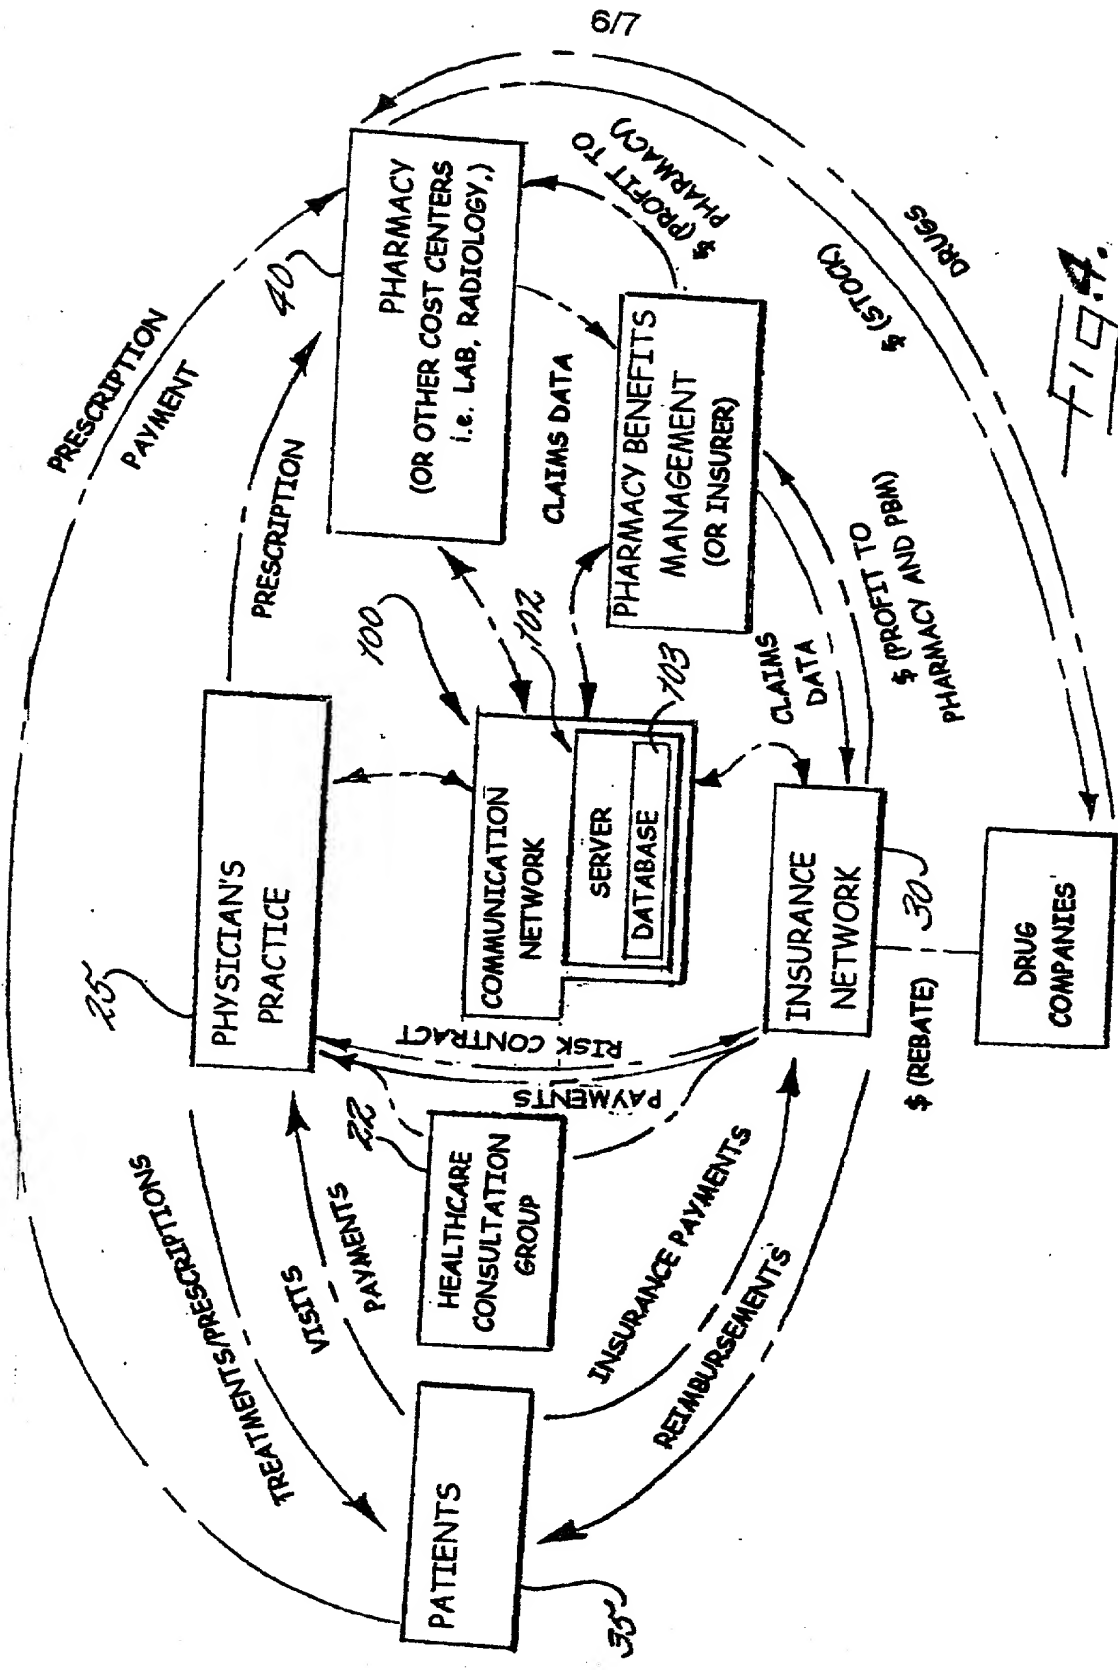 6/7
PRESCRIPTION
PAYMENT
PRESCRIPTION
40
PHARMACY
(OR OTHER COST CENTERS
i.e. LAB, RADIOLOGY,)
$ (PROFIT TO
PHARMACY)
CLAIMS DATA
PHARMACY BENEFITS
MANAGEMENT
(OR INSURER)
DRUGS
$ (STOCK)
25
PHYSICIAN'S
PRACTICE
100
102
103
COMMUNICATION
NETWORK
SERVER
DATABASE
CLAIMS
DATA
$ (PROFIT TO
PHARMACY AND PBM)
RISK CONTRACT
PAYMENTS
22
HEALTHCARE
CONSULTATION
GROUP
INSURANCE
NETWORK
30
$ (REBATE)
DRUG
COMPANIES
TREATMENTS/PRESCRIPTIONS
VISITS
PAYMENTS
INSURANCE PAYMENTS
REIMBURSEMENTS
PATIENTS
35
Fig. 4.